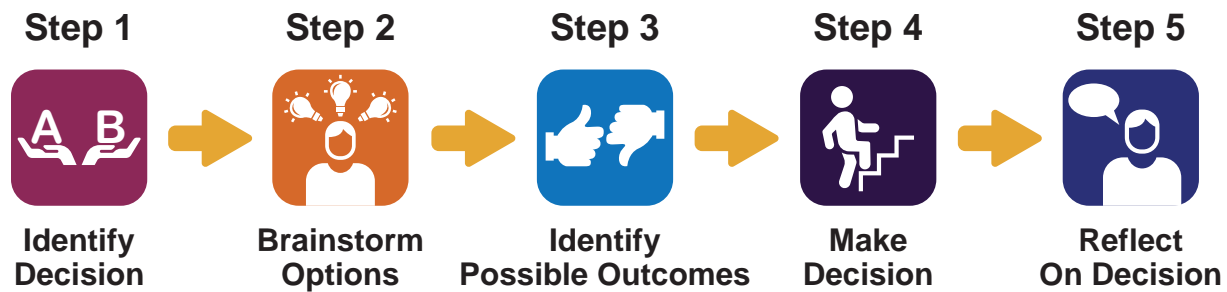 Step 1
Step 2
Step 3
Step 4
Step 5
A B
Identify
Decision
Brainstorm
Options
Identify
Possible Outcomes
Make
Decision
Reflect
On Decision